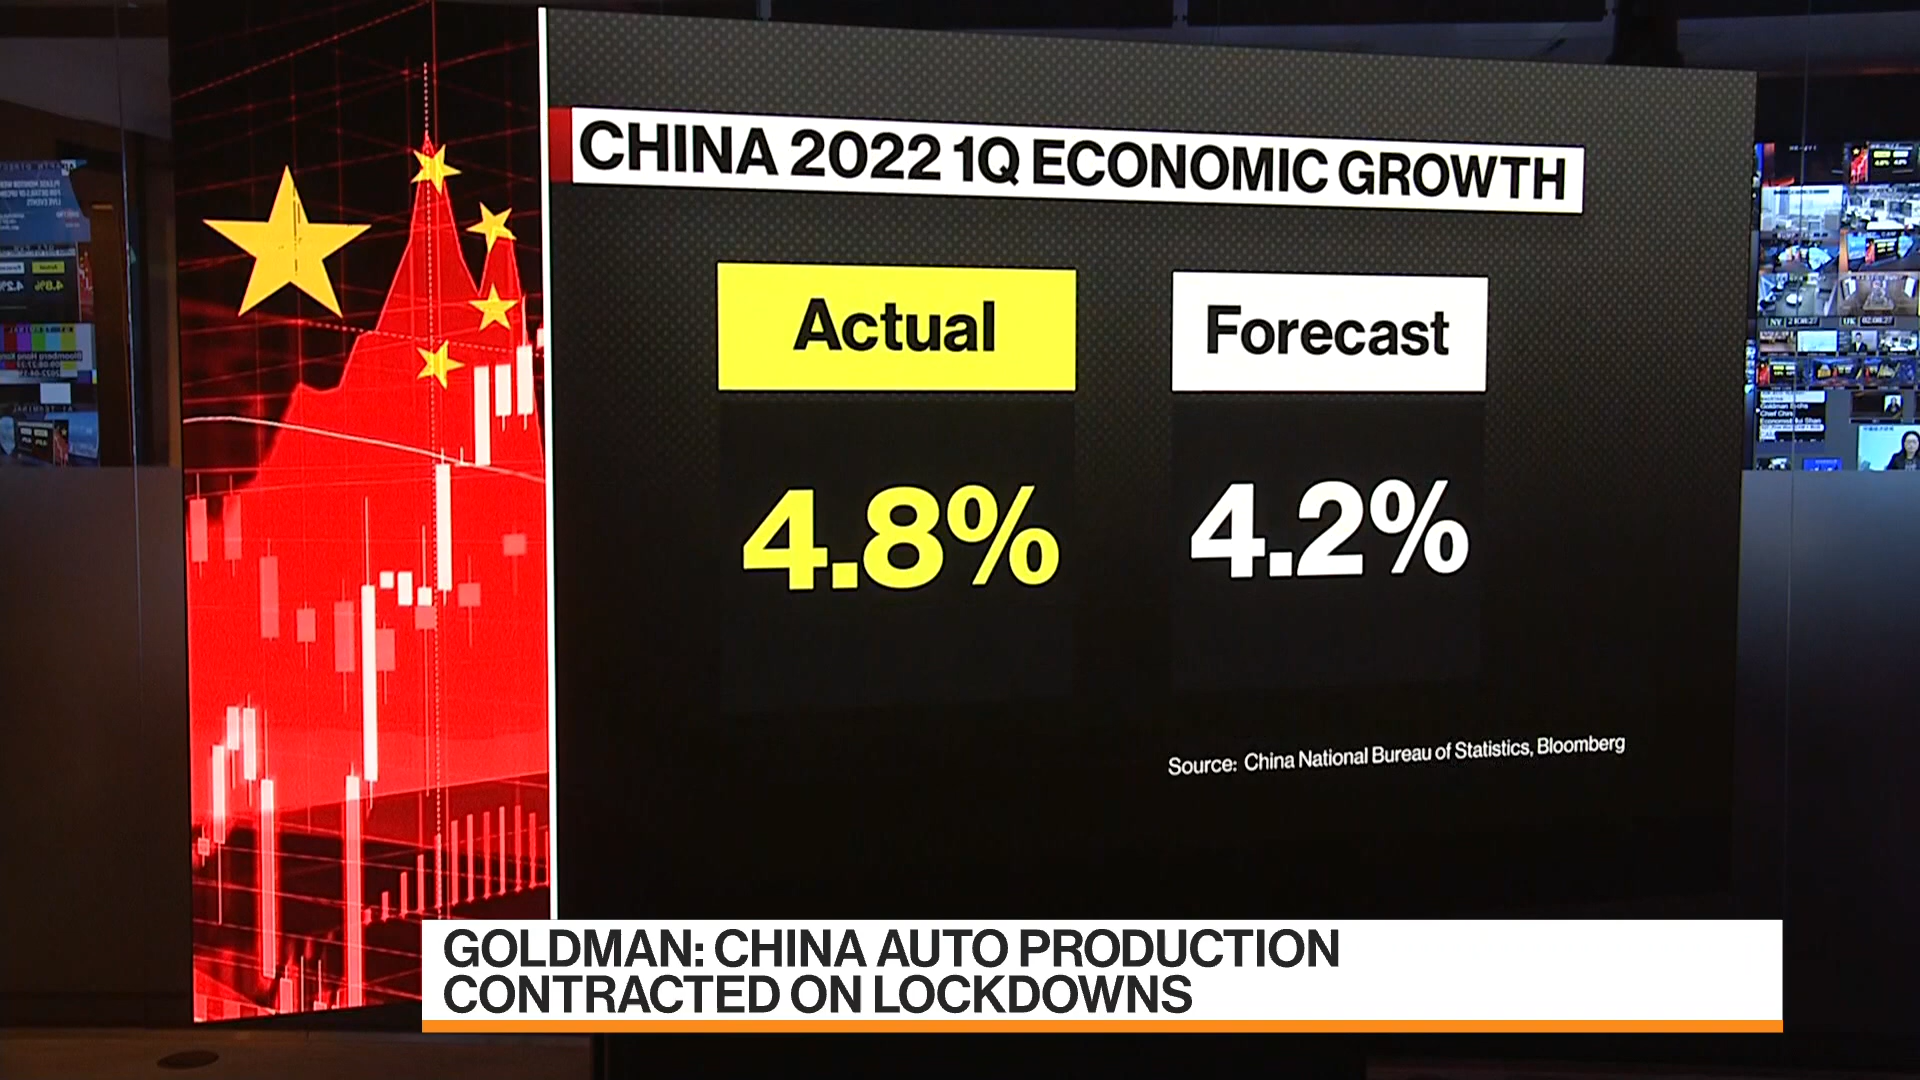 CHINA 2022 1Q ECONOMIC GROWTH
Actual
Forecast
4.8%
4.2%
Source: China National Bureau of Statistics, Bloomberg
GOLDMAN: CHINA AUTO PRODUCTION
CONTRACTED ON LOCKDOWNS